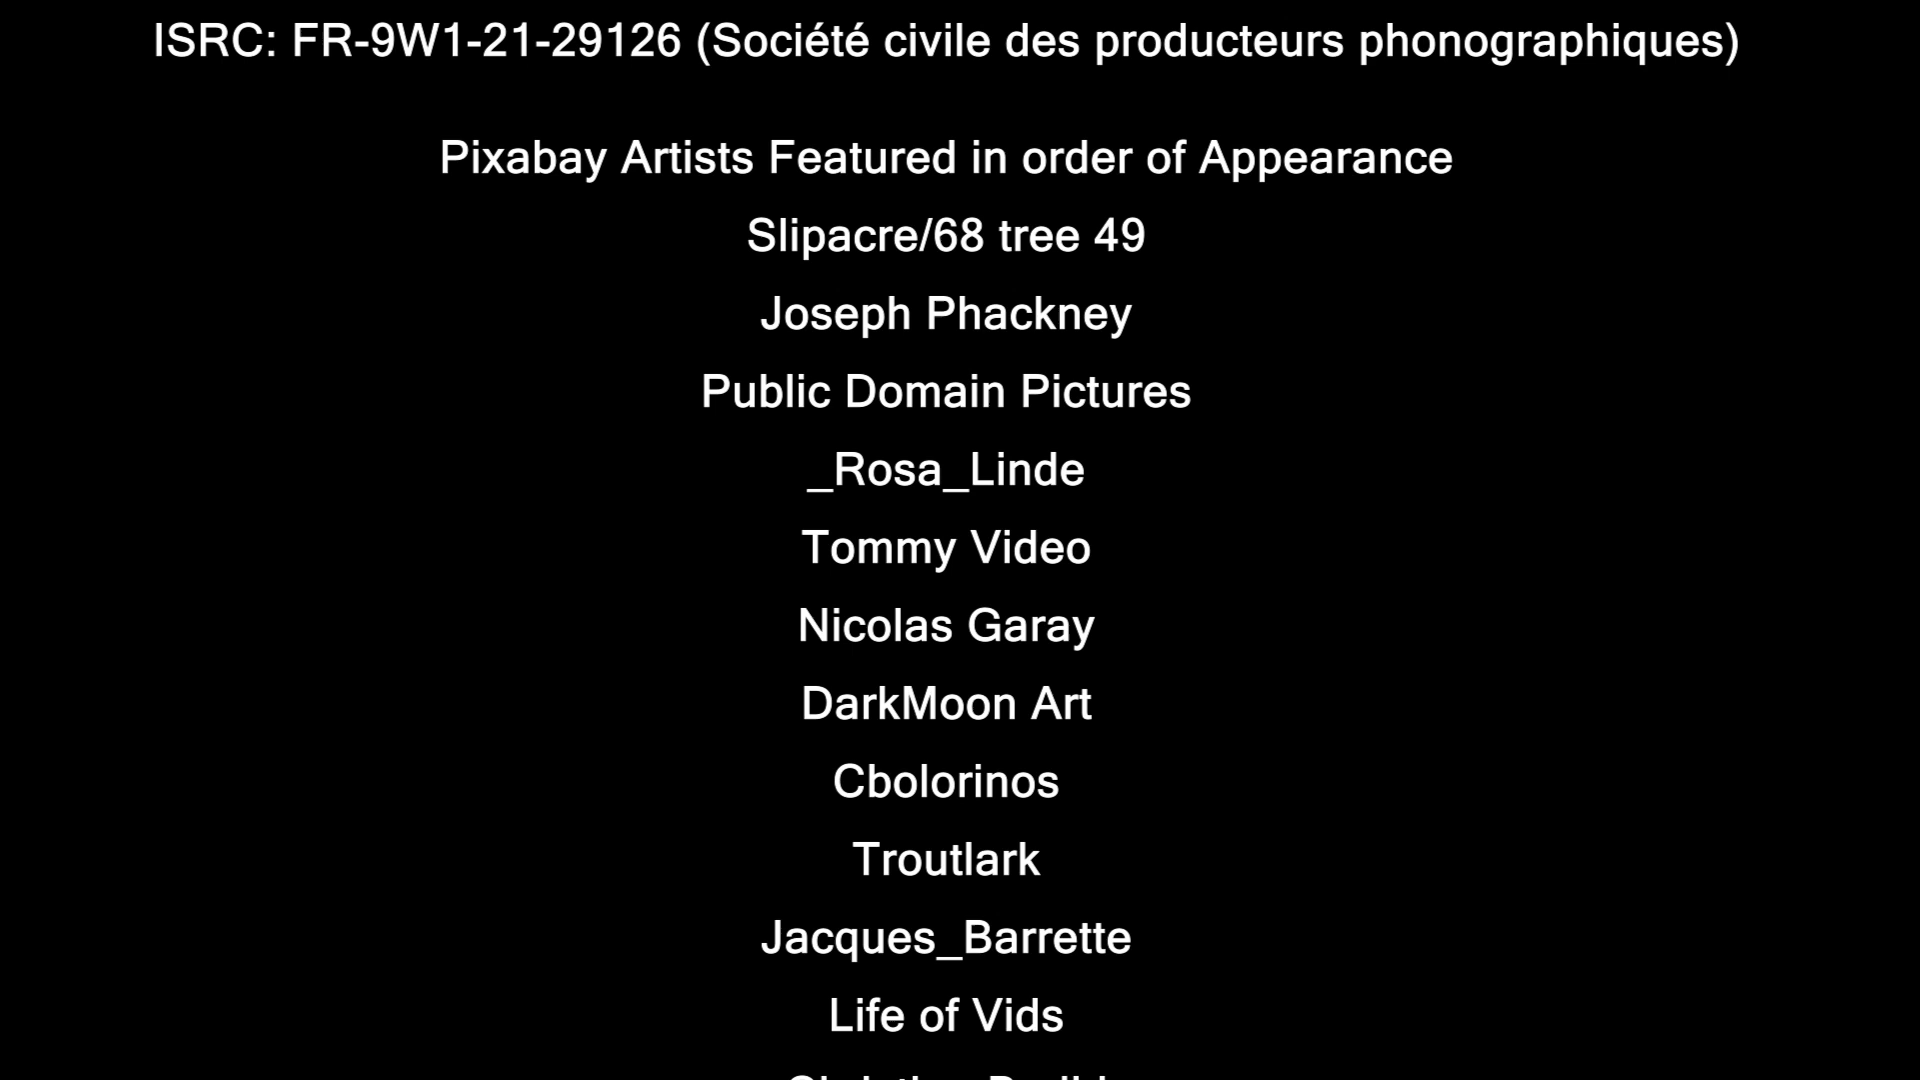 ISRC: FR-9W1-21-29126 (Société civile des producteurs phonographiques)
Pixabay Artists Featured in order of Appearance
Slipacre/68 tree 49
Joseph Phackney
Public Domain Pictures
_Rosa_Linde
Tommy Video
Nicolas Garay
DarkMoon Art
Cbolorinos
Troutlark
Jacques_Barrette
Life of Vids